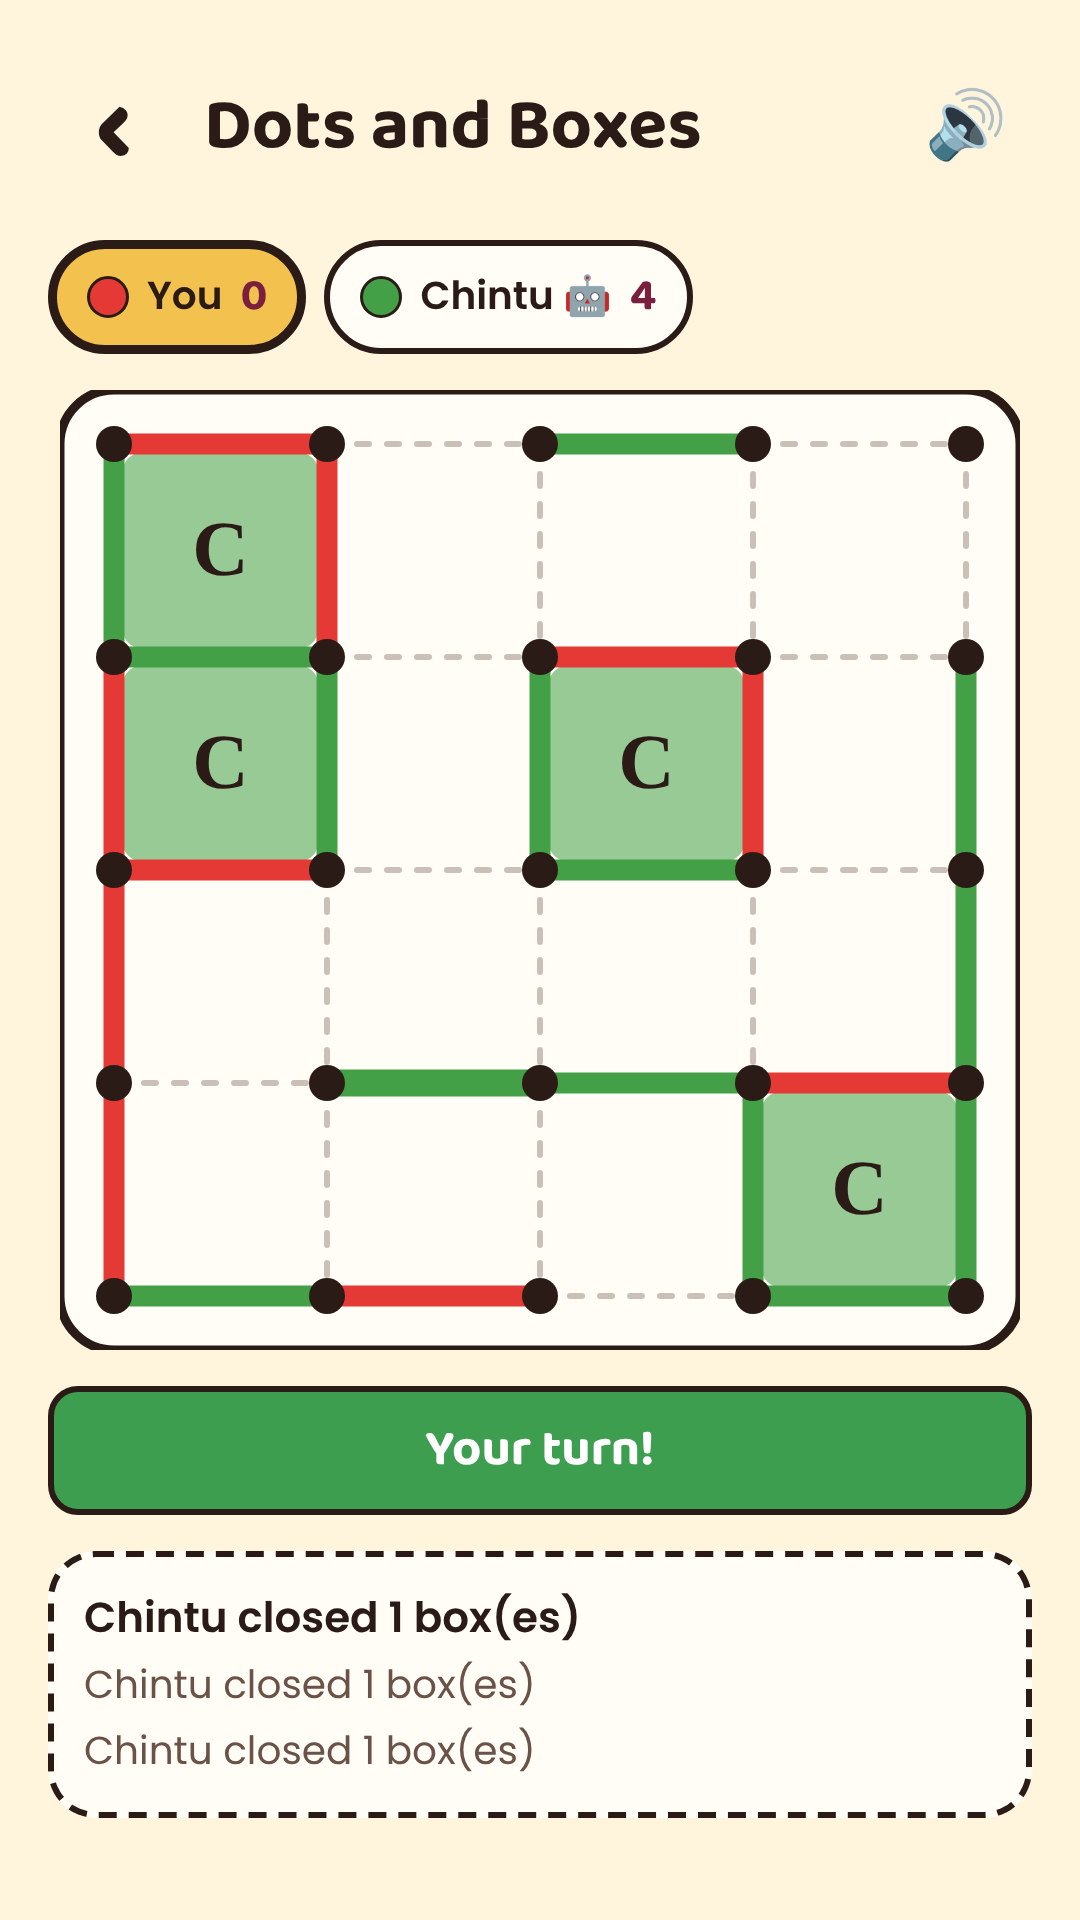 Dots and Boxes
You 0
Chintu 4
C
C C
C
Your turn!
Chintu closed 1 box(es)
Chintu closed 1 box(es)
Chintu closed 1 box(es)